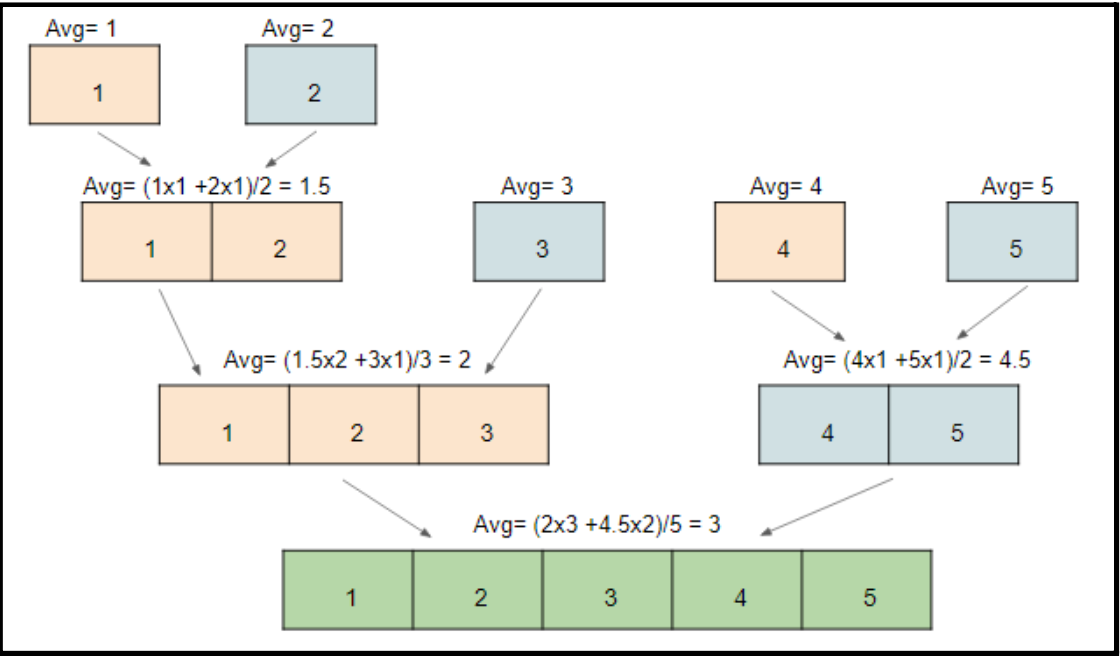 Avg= 1
Avg= 2
1
2
Avg= (1x1 +2x1)/2 = 1.5
Avg= 3
Avg= 4
Avg= 5
1
2
3
4
5
Avg= (1.5x2 +3x1)/3 = 2
Avg= (4x1 +5x1)/2 = 4.5
1
2
3
4
5
Avg= (2x3 +4.5x2)/5 = 3
1
2
3
4
5